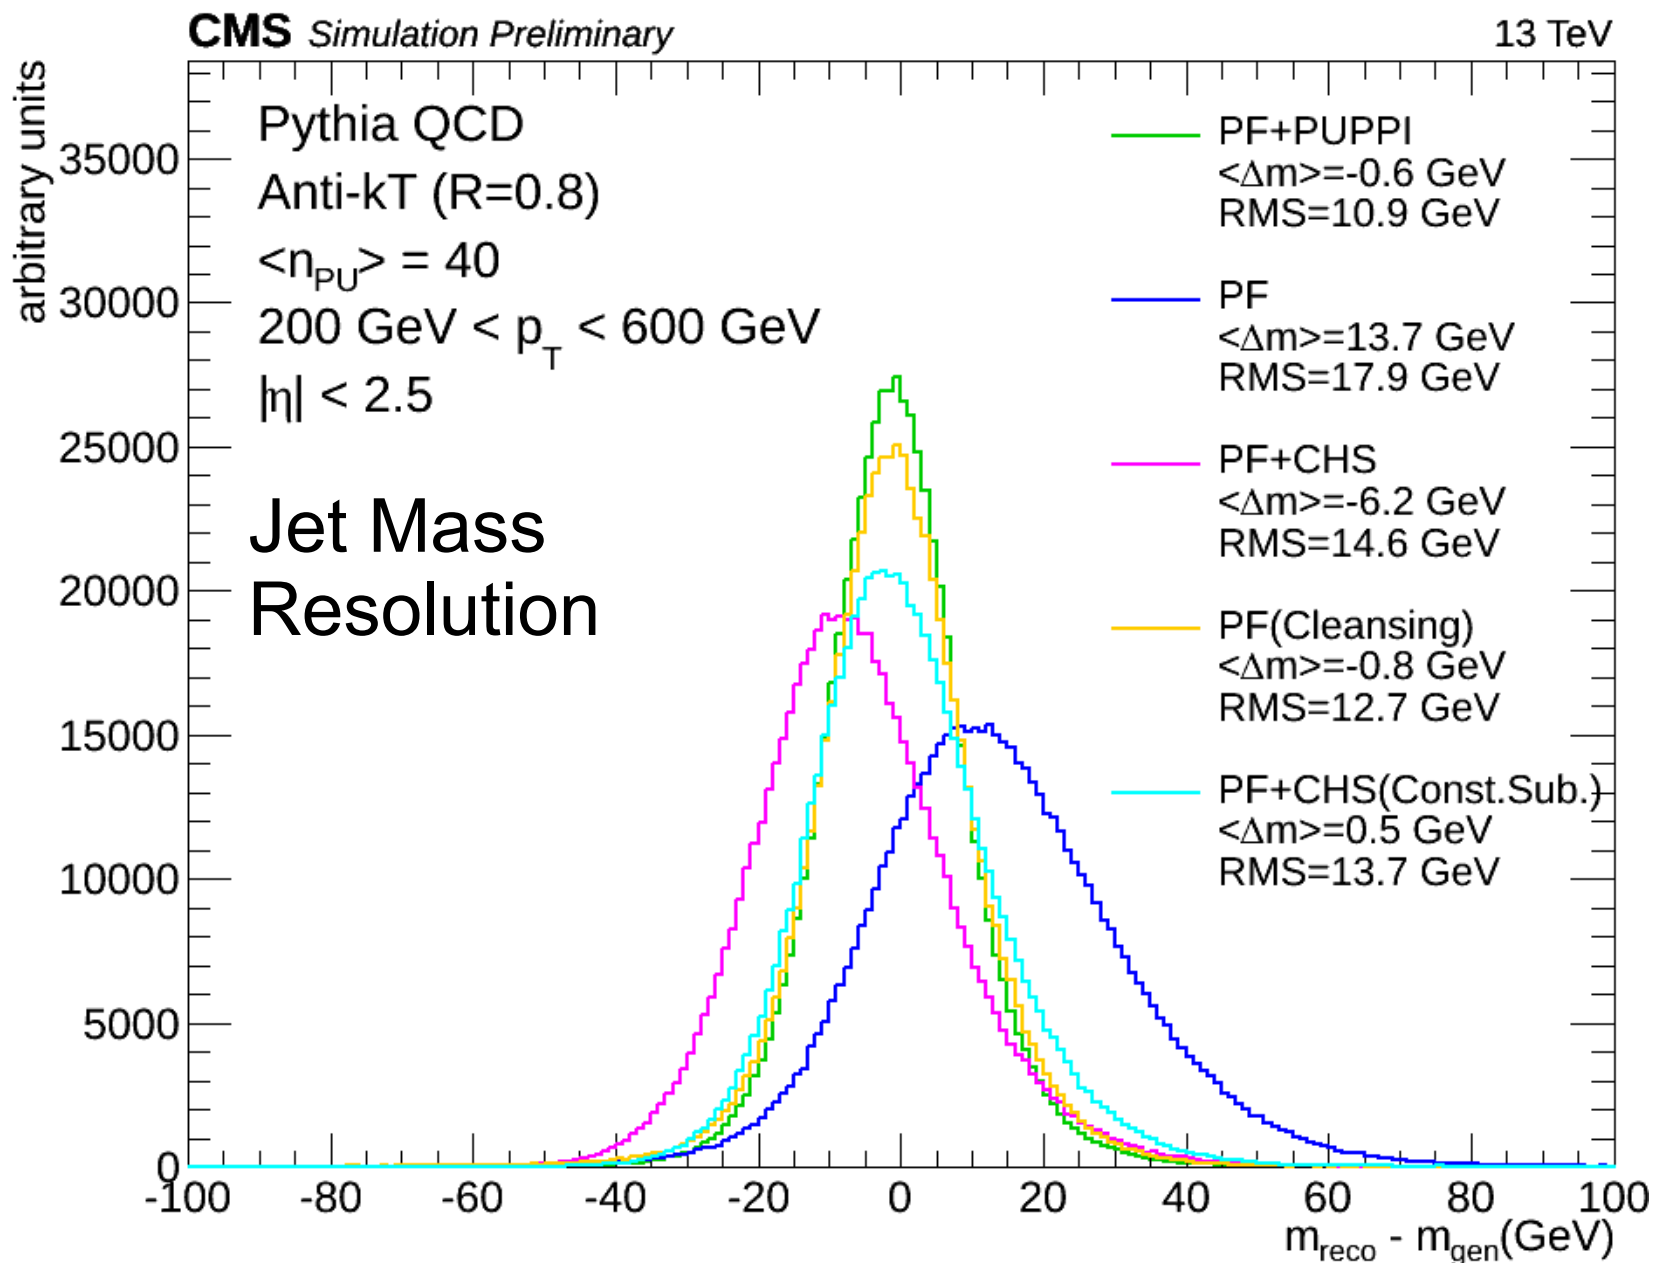 CMS Simulation Preliminary
13 TeV
arbitrary units
Pythia QCD
Anti-kT (R=0.8)
<n_PU> = 40
200 GeV < p_T < 600 GeV
|η| < 2.5
Jet Mass
Resolution
PF+PUPPI
<Δm>=-0.6 GeV
RMS=10.9 GeV
PF
<Δm>=13.7 GeV
RMS=17.9 GeV
PF+CHS
<Δm>=-6.2 GeV
RMS=14.6 GeV
PF(Cleansing)
<Δm>=-0.8 GeV
RMS=12.7 GeV
PF+CHS(Const.Sub.)
<Δm>=0.5 GeV
RMS=13.7 GeV
35000
30000
25000
20000
15000
10000
5000
0
-100 -80 -60 -40 -20 0 20 40 60 80 100
m_reco - m_gen(GeV)